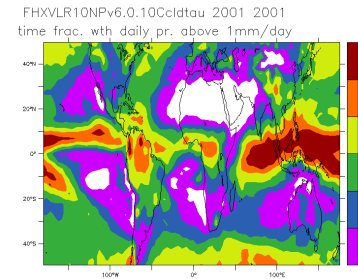 FHXVLR10NPv6.0.10Ccldtau 2001 2001
time frac. wth daily pr. above 1mm/day
40°N
20°N
0°
20°S
40°S
100°W
0°
100°E